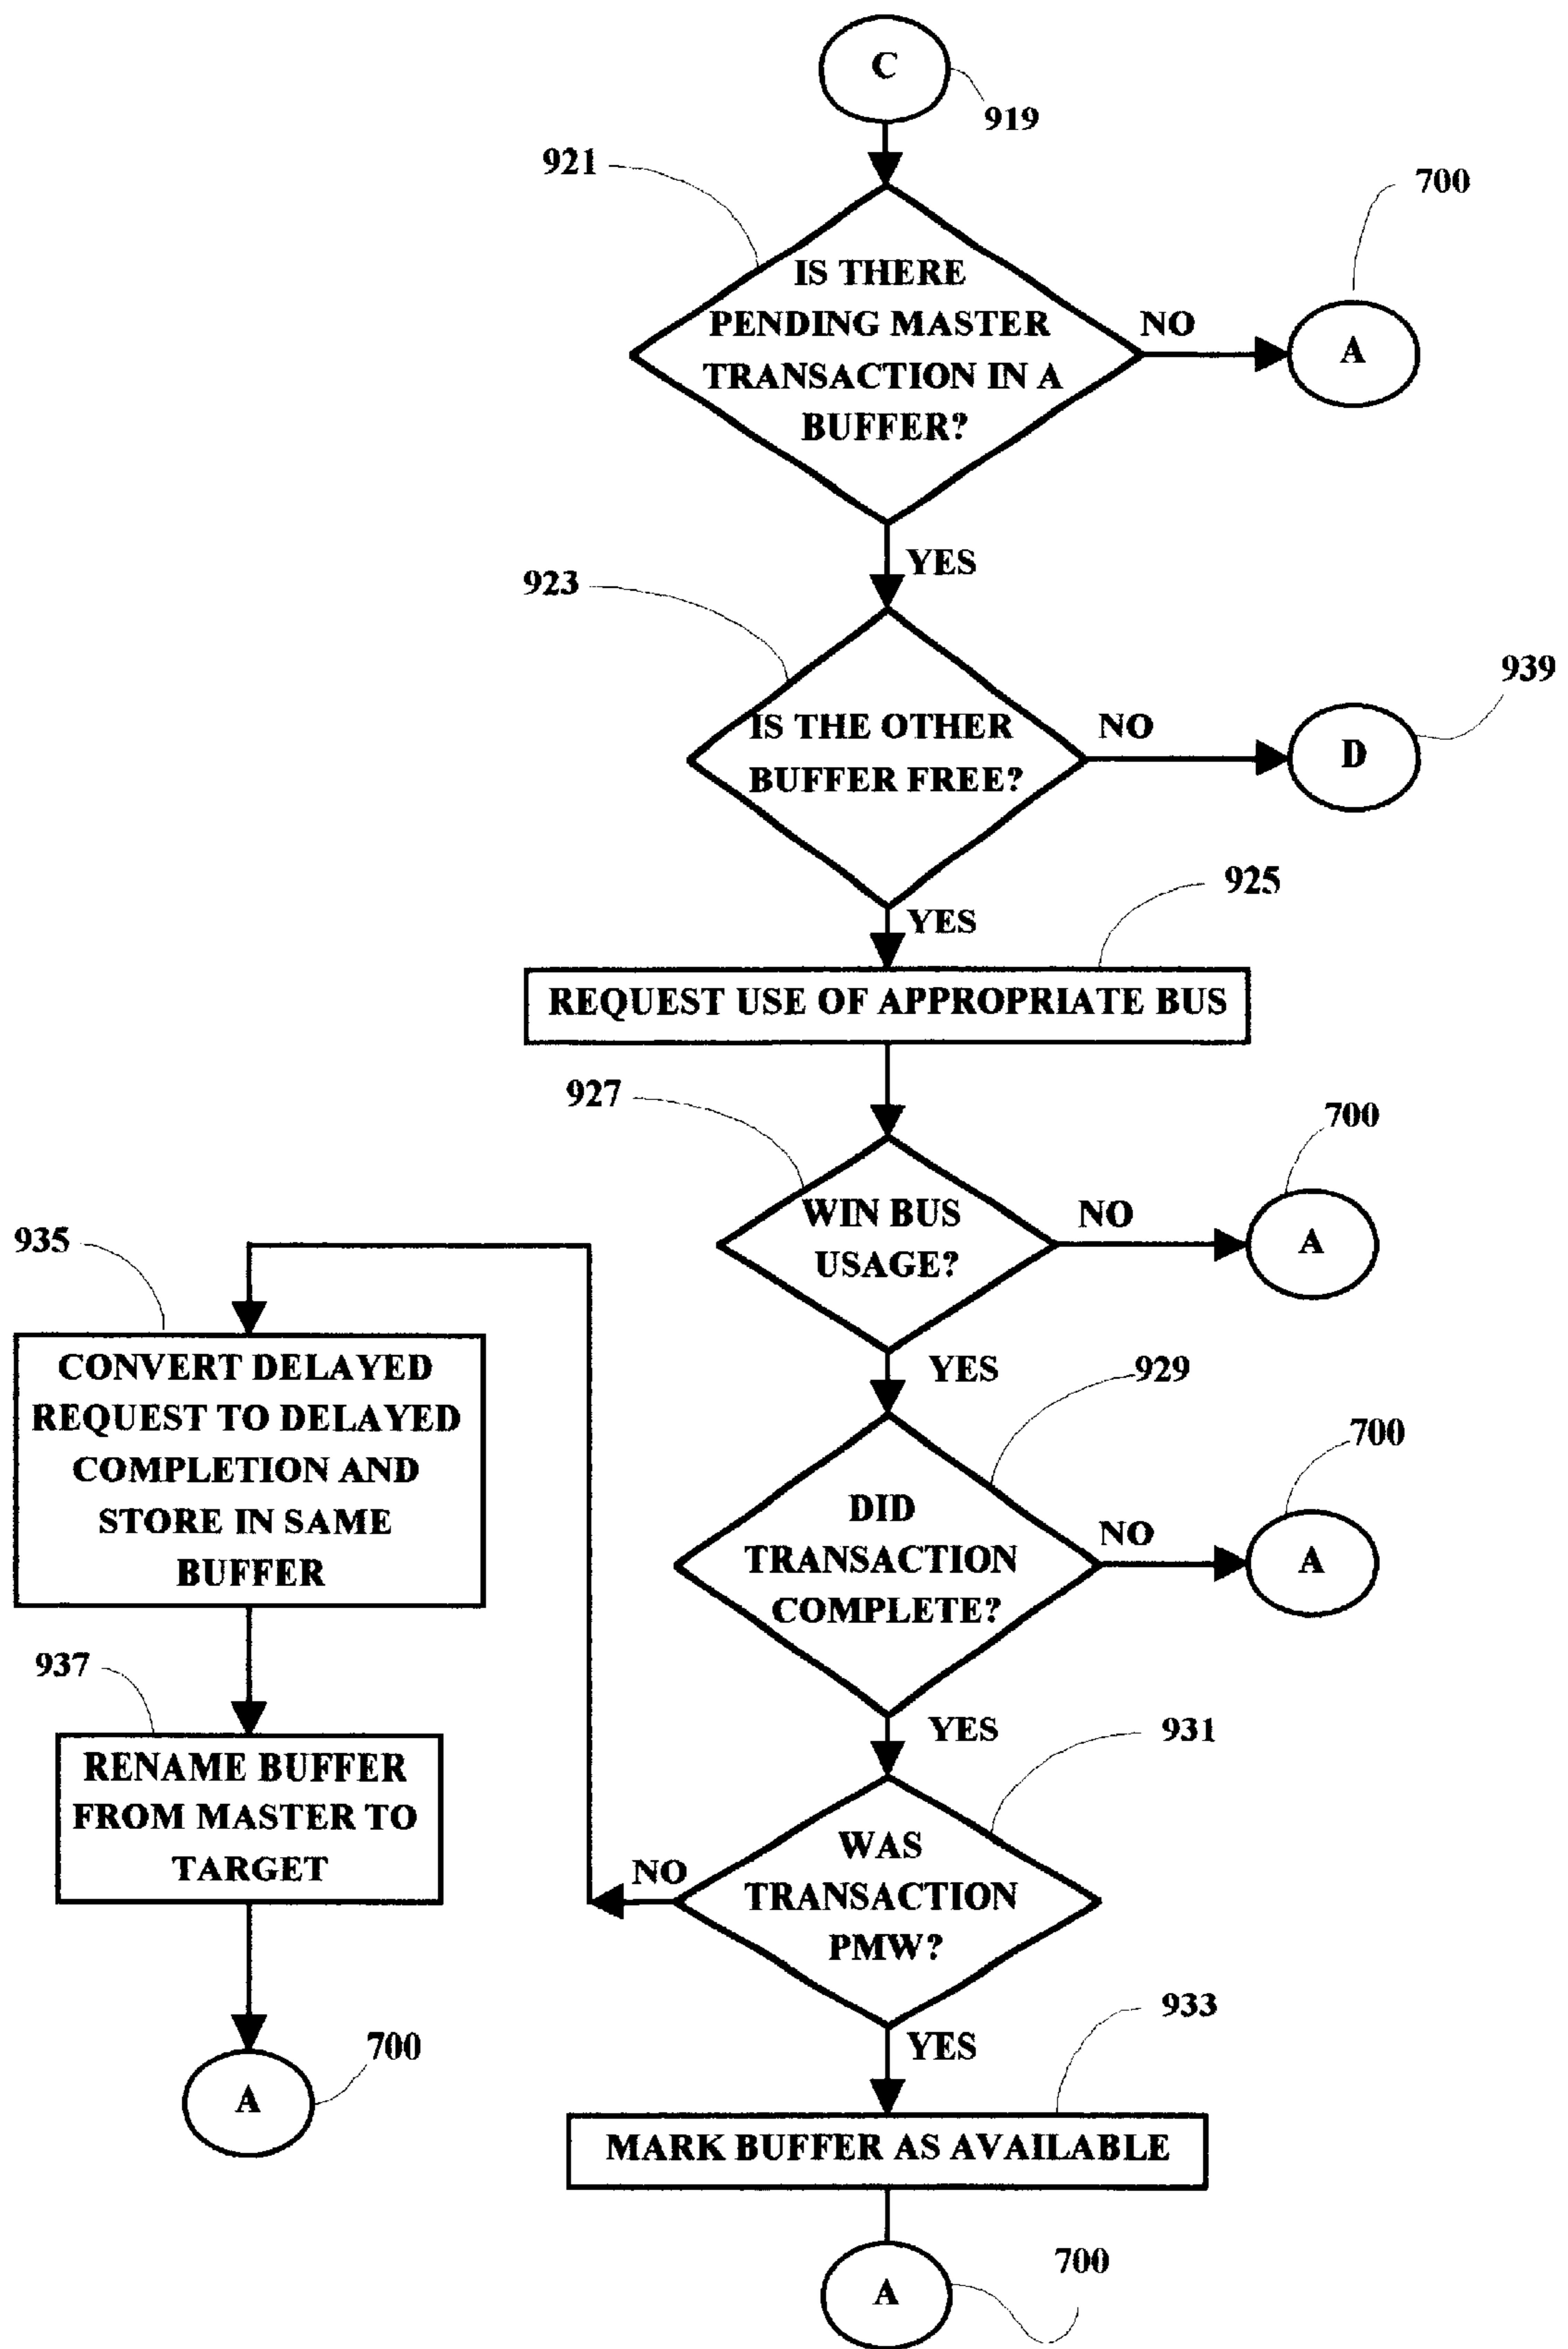 C
919
921
700
IS THERE
PENDING MASTER
TRANSACTION IN A
BUFFER?
NO
A
YES
923
939
IS THE OTHER
BUFFER FREE?
NO
D
YES
925
REQUEST USE OF APPROPRIATE BUS
927
700
WIN BUS
USAGE?
NO
A
YES
929
700
DID
TRANSACTION
COMPLETE?
NO
A
YES
931
WAS
TRANSACTION
PMW?
NO
935
CONVERT DELAYED
REQUEST TO DELAYED
COMPLETION AND
STORE IN SAME
BUFFER
937
RENAME BUFFER
FROM MASTER TO
TARGET
700
A
YES
933
MARK BUFFER AS AVAILABLE
700
A